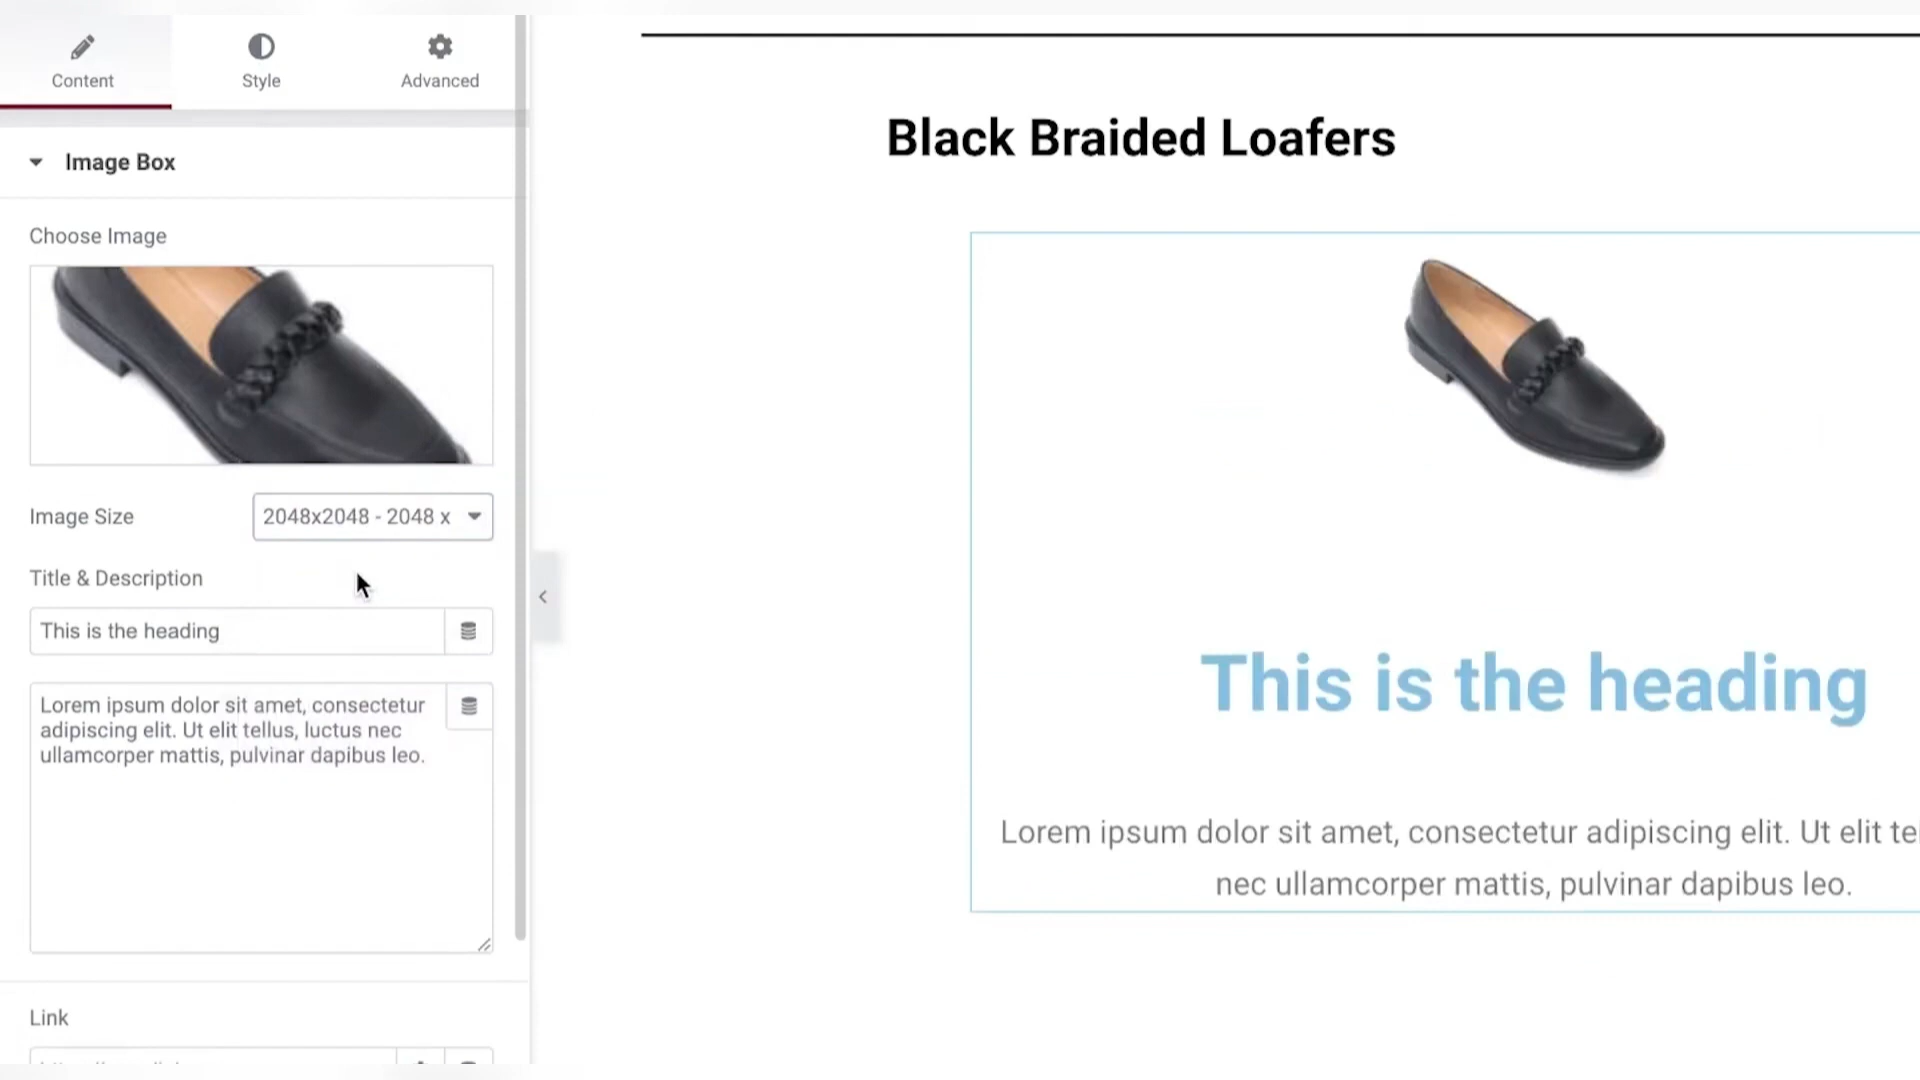 Content
Style
Advanced
Image Box
Choose Image
Image Size
2048x2048 - 2048 x
Title & Description
This is the heading
Lorem ipsum dolor sit amet, consectetur
adipiscing elit. Ut elit tellus, luctus nec
ullamcorper mattis, pulvinar dapibus leo.
Link
Black Braided Loafers
This is the heading
Lorem ipsum dolor sit amet, consectetur adipiscing elit. Ut elit te
nec ullamcorper mattis, pulvinar dapibus leo.